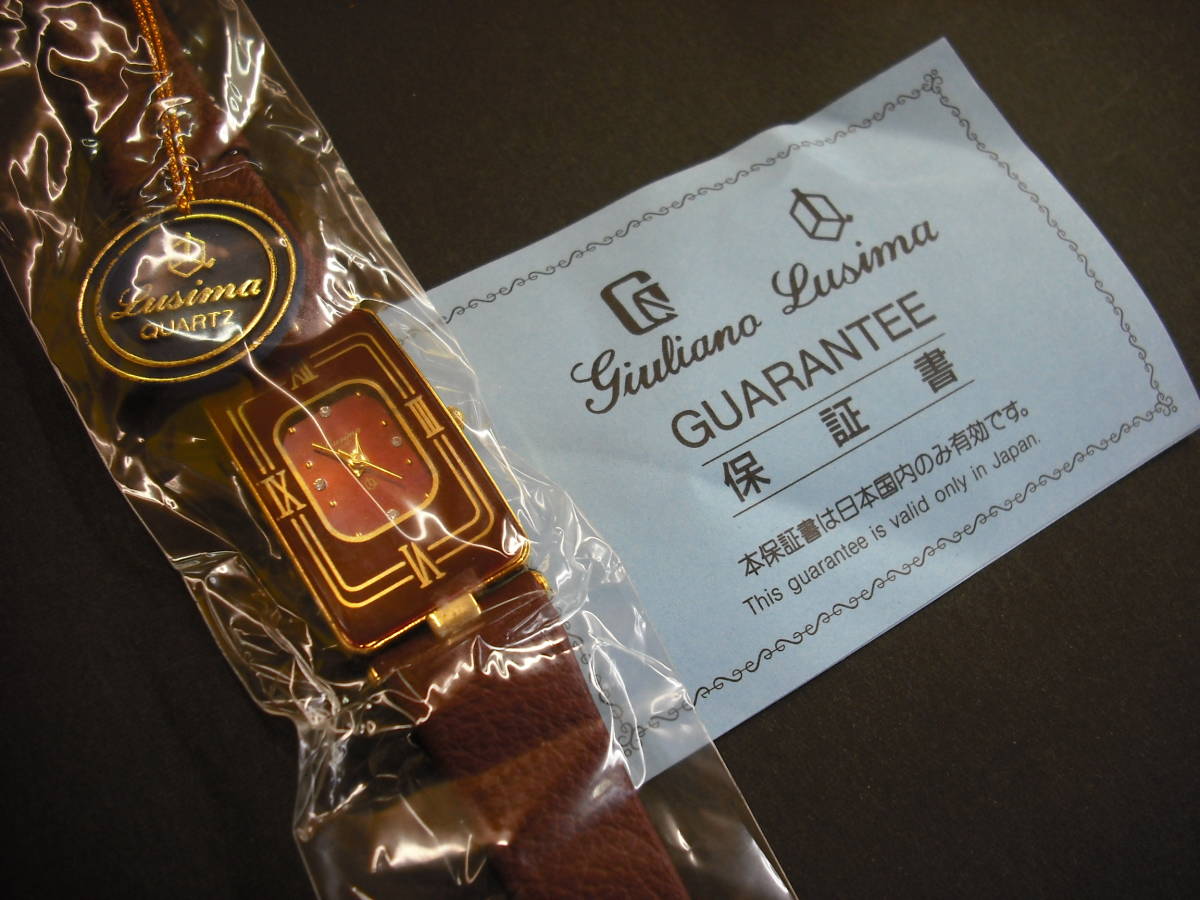 Lusima
QUARTZ
XII
III
VI
IX
Giuliano Lusima
GUARANTEE
保証書
本保証書は日本国内のみ有効です。
This guarantee is valid only in Japan.